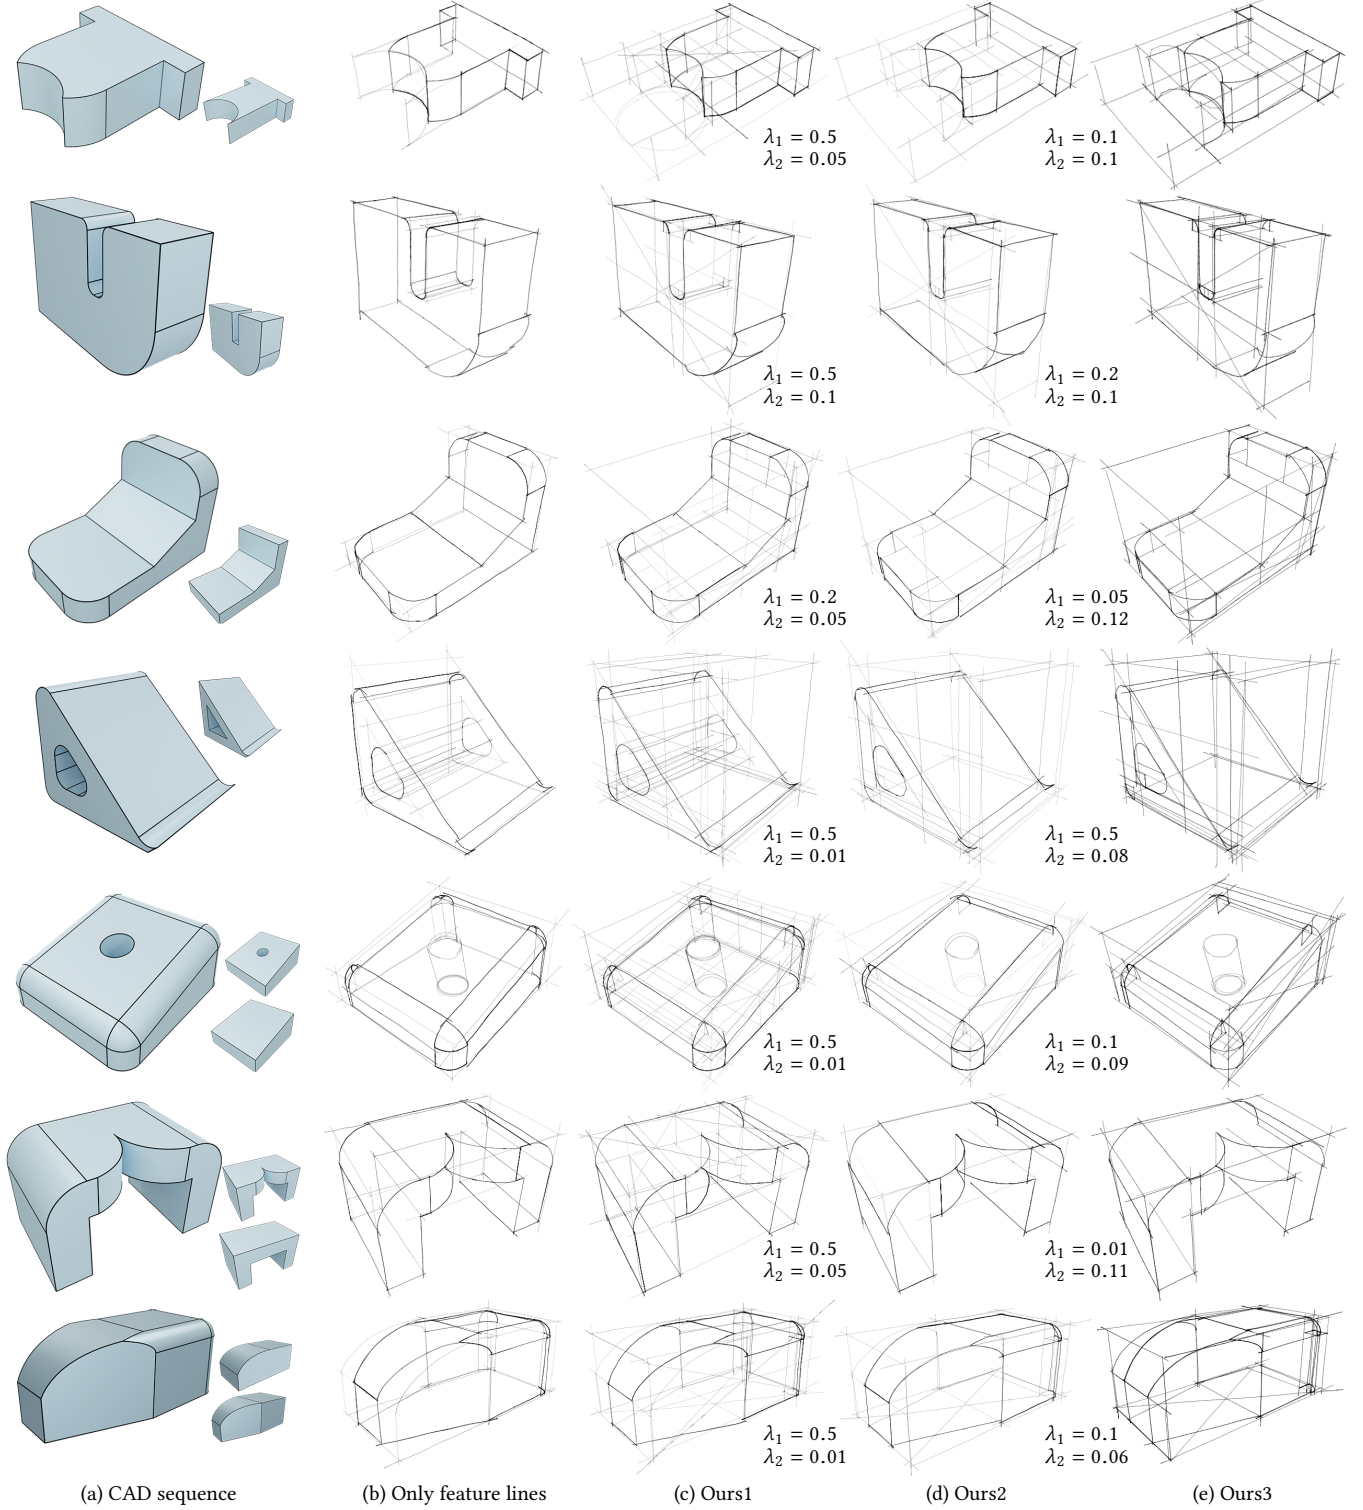 λ₁ = 0.5
λ₂ = 0.05
λ₁ = 0.1
λ₂ = 0.1
λ₁ = 0.5
λ₂ = 0.1
λ₁ = 0.2
λ₂ = 0.1
λ₁ = 0.2
λ₂ = 0.05
λ₁ = 0.05
λ₂ = 0.12
λ₁ = 0.5
λ₂ = 0.01
λ₁ = 0.5
λ₂ = 0.08
λ₁ = 0.5
λ₂ = 0.01
λ₁ = 0.1
λ₂ = 0.09
λ₁ = 0.5
λ₂ = 0.05
λ₁ = 0.01
λ₂ = 0.11
λ₁ = 0.5
λ₂ = 0.01
λ₁ = 0.1
λ₂ = 0.06
(a) CAD sequence
(b) Only feature lines
(c) Ours1
(d) Ours2
(e) Ours3